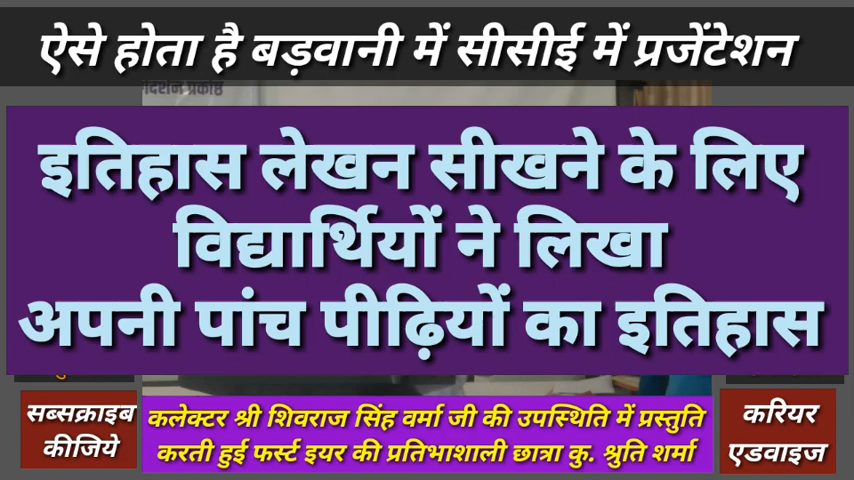 ऐसे होता है बड़वानी में सीसीई में प्रजेंटेशन
इतिहास लेखन सीखने के लिए
विद्यार्थियों ने लिखा
अपनी पांच पीढ़ियों का इतिहास
सब्सक्राइब
कीजिये
कलेक्टर श्री शिवराज सिंह वर्मा जी की उपस्थिति में प्रस्तुति
करती हुई फर्स्ट इयर की प्रतिभाशाली छात्रा कु. श्रुति शर्मा
करियर
एडवाइज